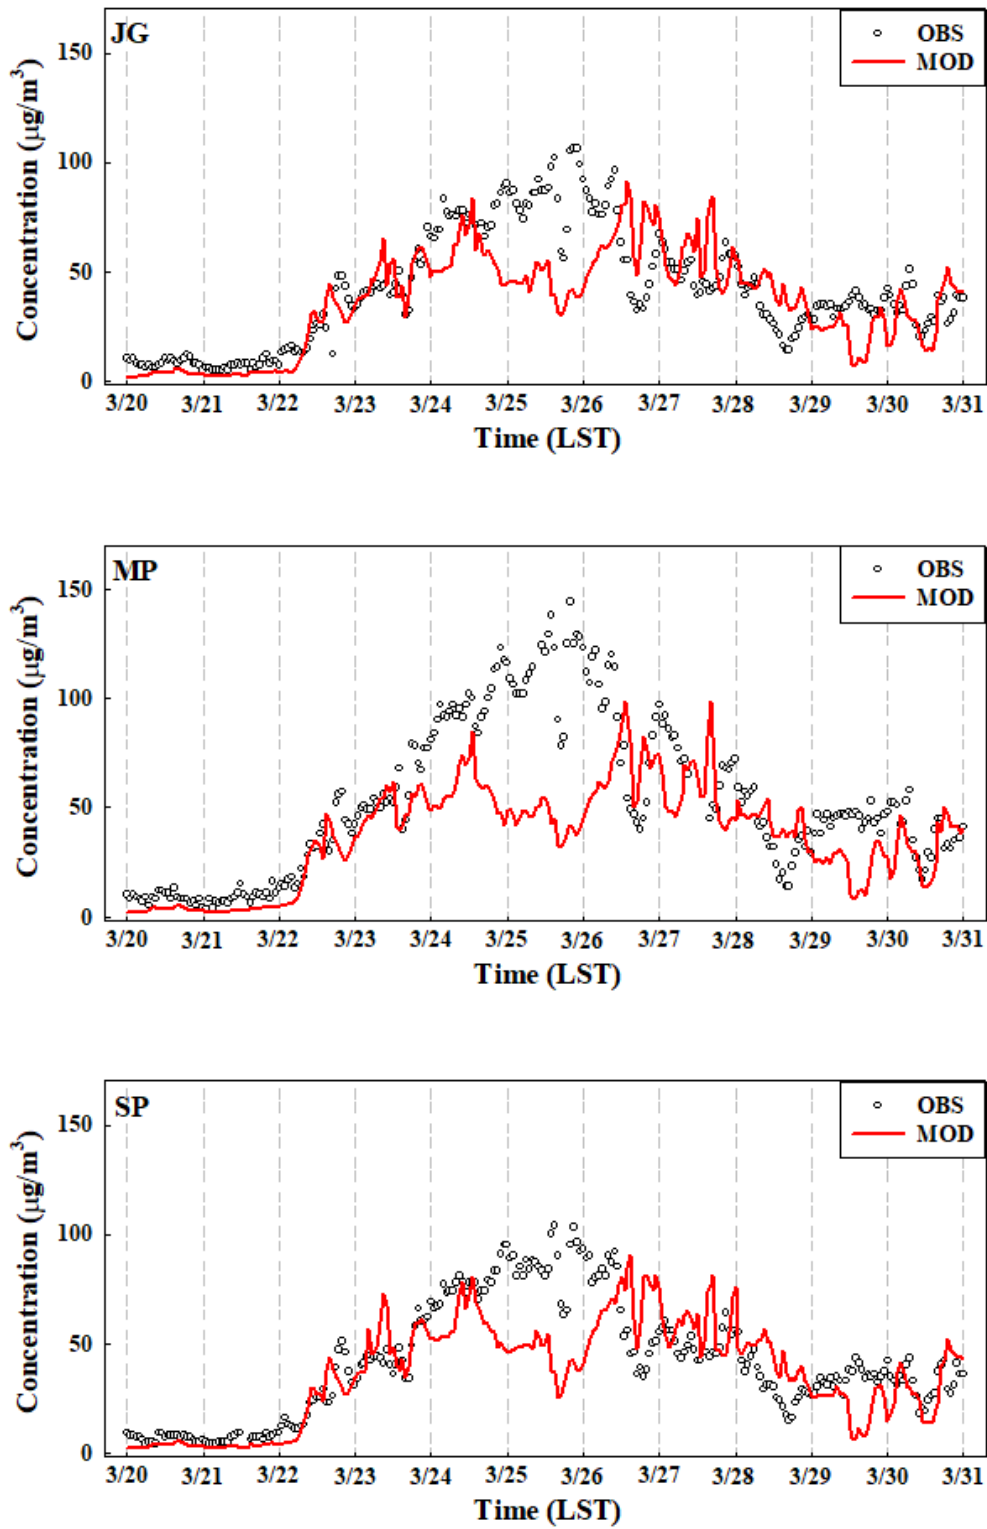 JG
OBS
MOD
150
100
50
0
Concentration (μg/m³)
3/20 3/21 3/22 3/23 3/24 3/25 3/26 3/27 3/28 3/29 3/30 3/31
Time (LST)
MP
OBS
MOD
150
100
50
0
Concentration (μg/m³)
3/20 3/21 3/22 3/23 3/24 3/25 3/26 3/27 3/28 3/29 3/30 3/31
Time (LST)
SP
OBS
MOD
150
100
50
0
Concentration (μg/m³)
3/20 3/21 3/22 3/23 3/24 3/25 3/26 3/27 3/28 3/29 3/30 3/31
Time (LST)